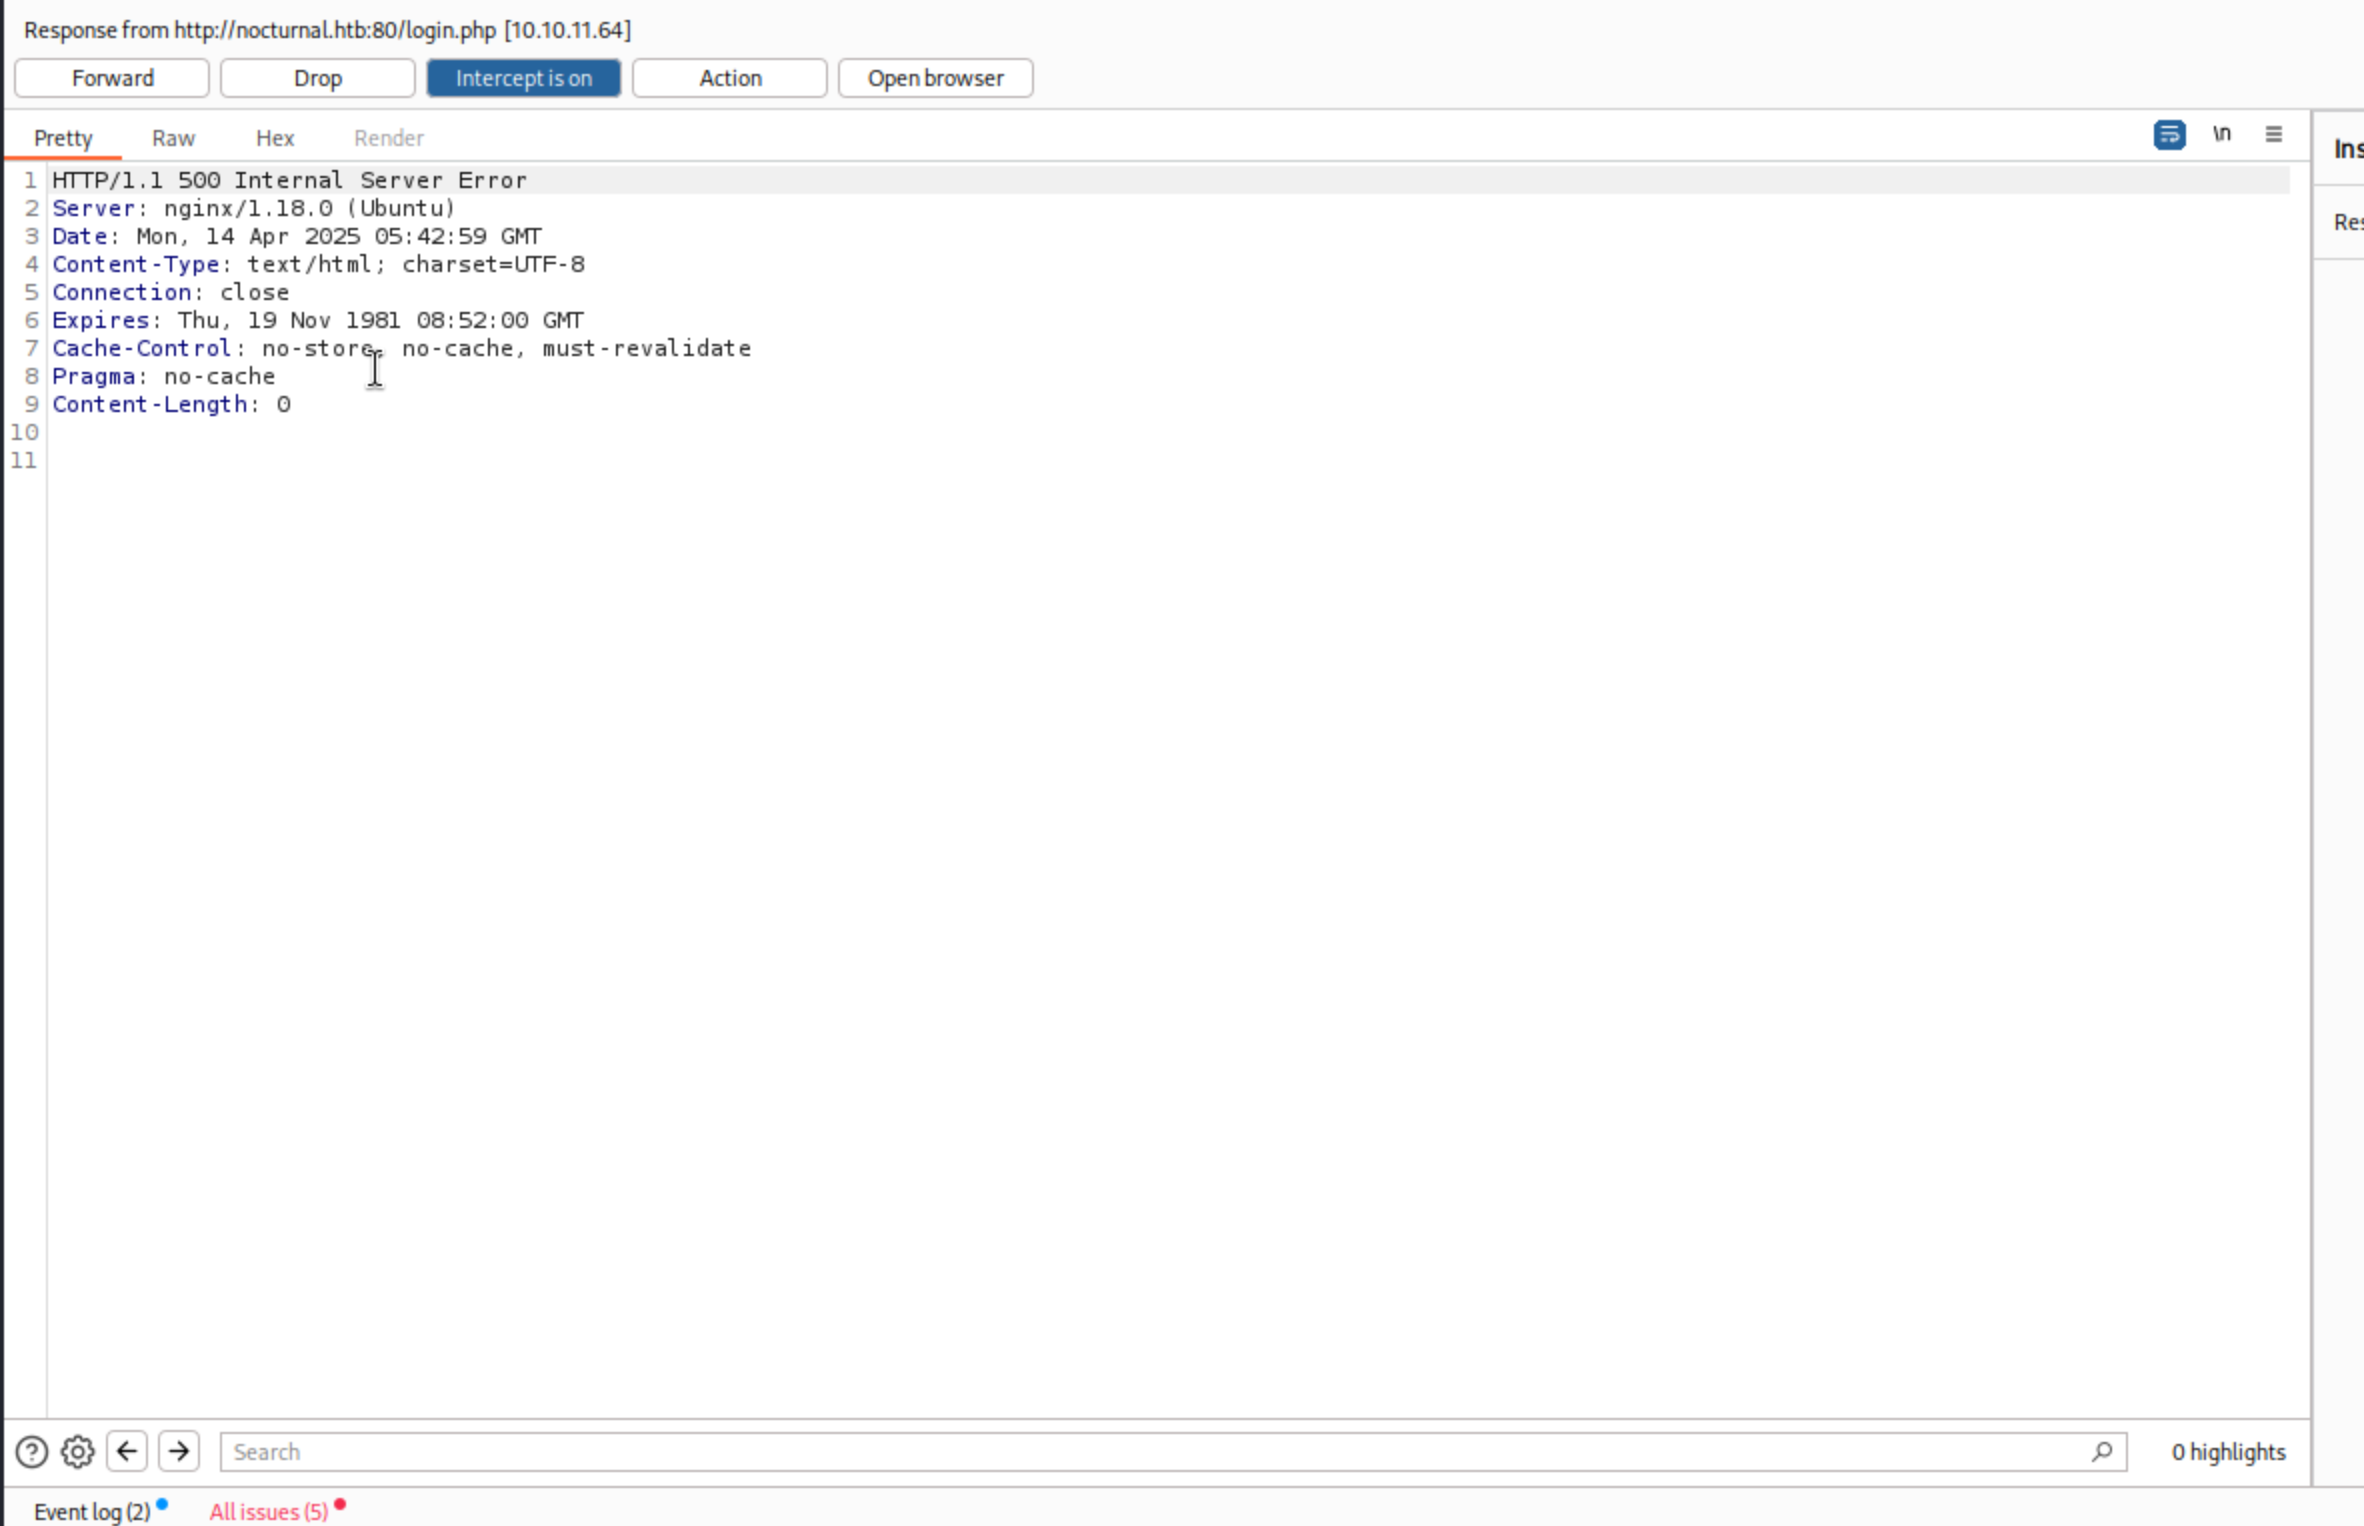 Response from http://nocturnal.htb:80/login.php [10.10.11.64]
Forward Drop Intercept is on Action Open browser
Pretty Raw Hex Render \n ≡
Ins
1 HTTP/1.1 500 Internal Server Error
2 Server: nginx/1.18.0 (Ubuntu)
Res
3 Date: Mon, 14 Apr 2025 05:42:59 GMT
4 Content-Type: text/html; charset=UTF-8
5 Connection: close
6 Expires: Thu, 19 Nov 1981 08:52:00 GMT
7 Cache-Control: no-store, no-cache, must-revalidate
8 Pragma: no-cache
9 Content-Length: 0
10
11
Search 0 highlights
Event log (2) All issues (5)